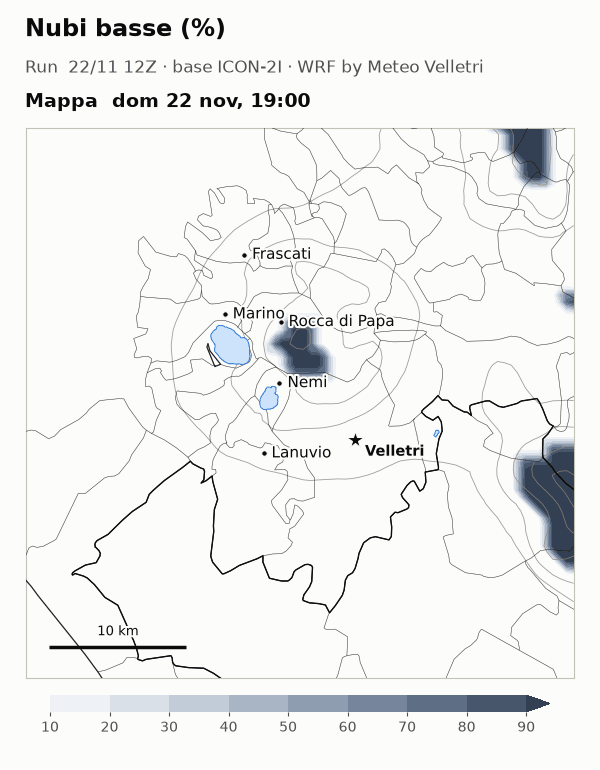 Nubi basse (%)
Run  22/11 12Z · base ICON-2I · WRF by Meteo Velletri
Mappa  dom 22 nov, 19:00
Frascati
Marino
Rocca di Papa
Nemi
Velletri
Lanuvio
10 km
10 20 30 40 50 60 70 80 90